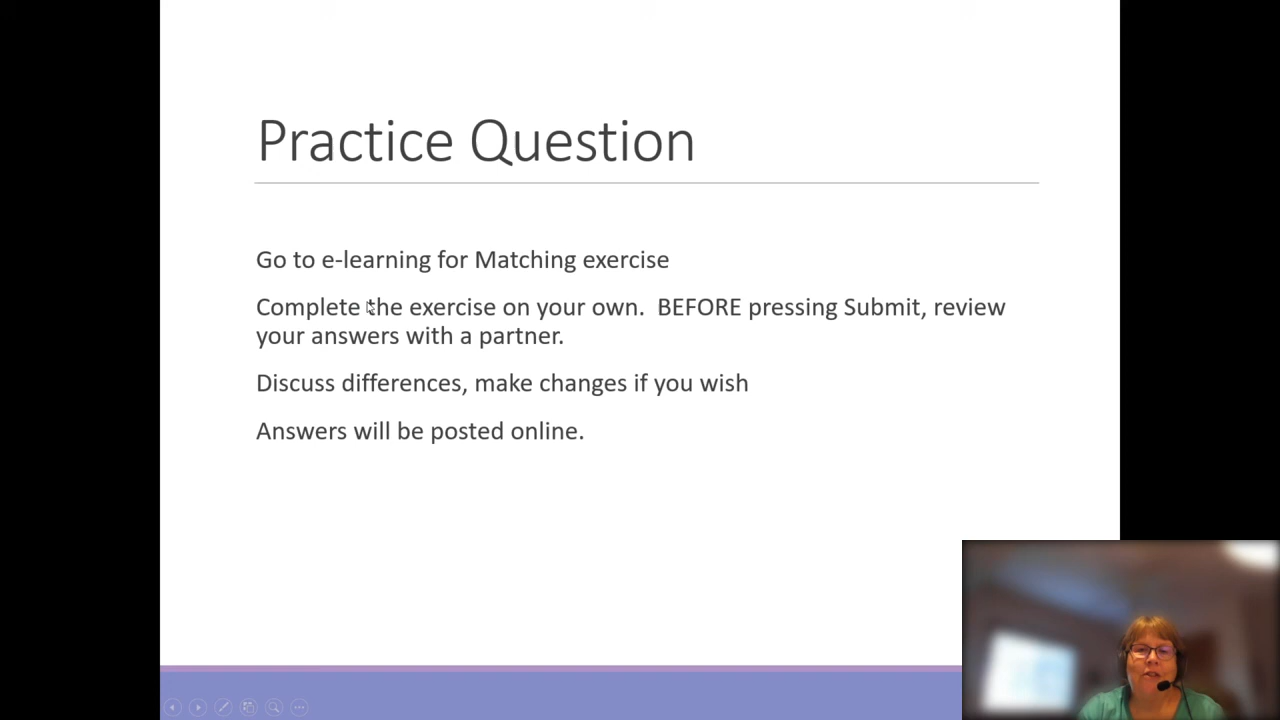 Practice Question
Go to e-learning for Matching exercise
Complete the exercise on your own.  BEFORE pressing Submit, review
your answers with a partner.
Discuss differences, make changes if you wish
Answers will be posted online.